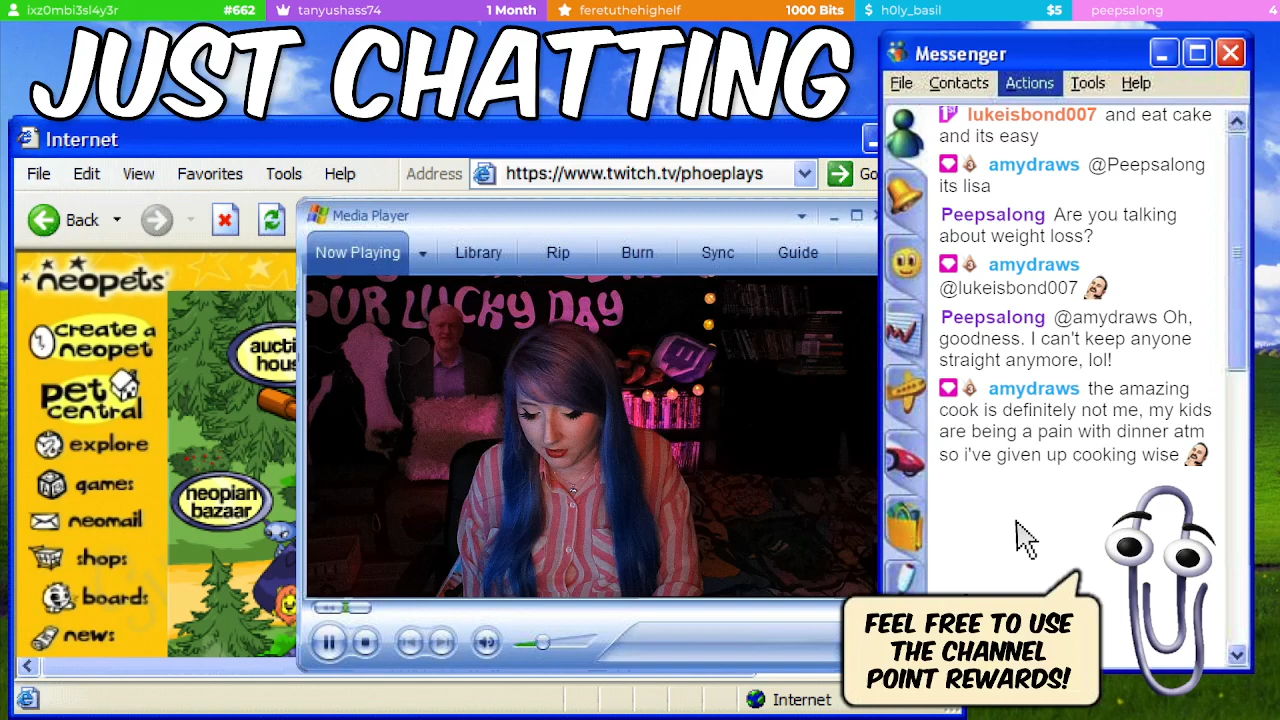 ixz0mbi3sl4y3r #662 tanyushass74 1 Month feretuthehighelf 1000 Bits h0ly_basil $5 peepsalong 4
JUST CHATTING
Internet
File Edit View Favorites Tools Help Address https://www.twitch.tv/phoeplays Go
Back
Media Player
Now Playing Library Rip Burn Sync Guide
neopets
create a
neopet
pet
central
explore
games
neomail
shops
boards
news
aucti
hous
neopian
bazaar
OUR LUCKY DAY
Internet
Messenger
File Contacts Actions Tools Help
lukeisbond007 and eat cake
and its easy
amydraws @Peepsalong
its lisa
Peepsalong Are you talking
about weight loss?
amydraws
@lukeisbond007
Peepsalong @amydraws Oh,
goodness. I can't keep anyone
straight anymore, lol!
amydraws the amazing
cook is definitely not me, my kids
are being a pain with dinner atm
so i've given up cooking wise
FEEL FREE TO USE
THE CHANNEL
POINT REWARDS!